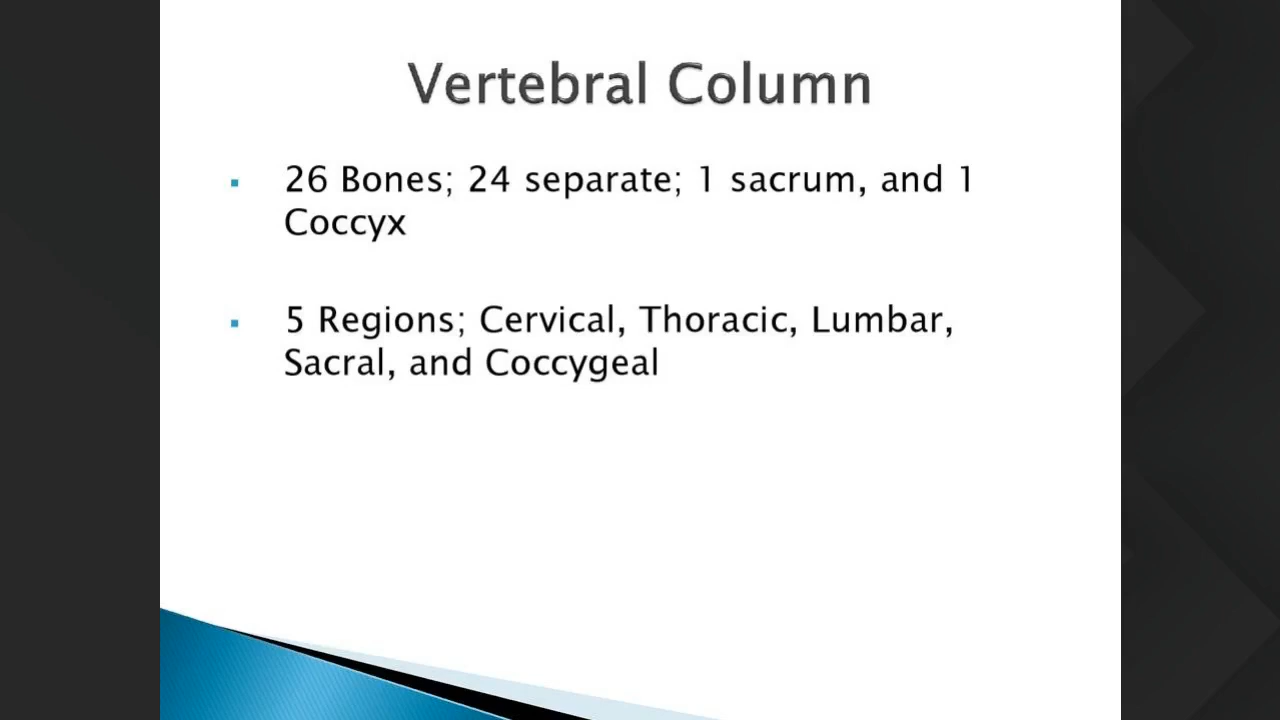 Vertebral Column
26 Bones; 24 separate; 1 sacrum, and 1
Coccyx
5 Regions; Cervical, Thoracic, Lumbar,
Sacral, and Coccygeal